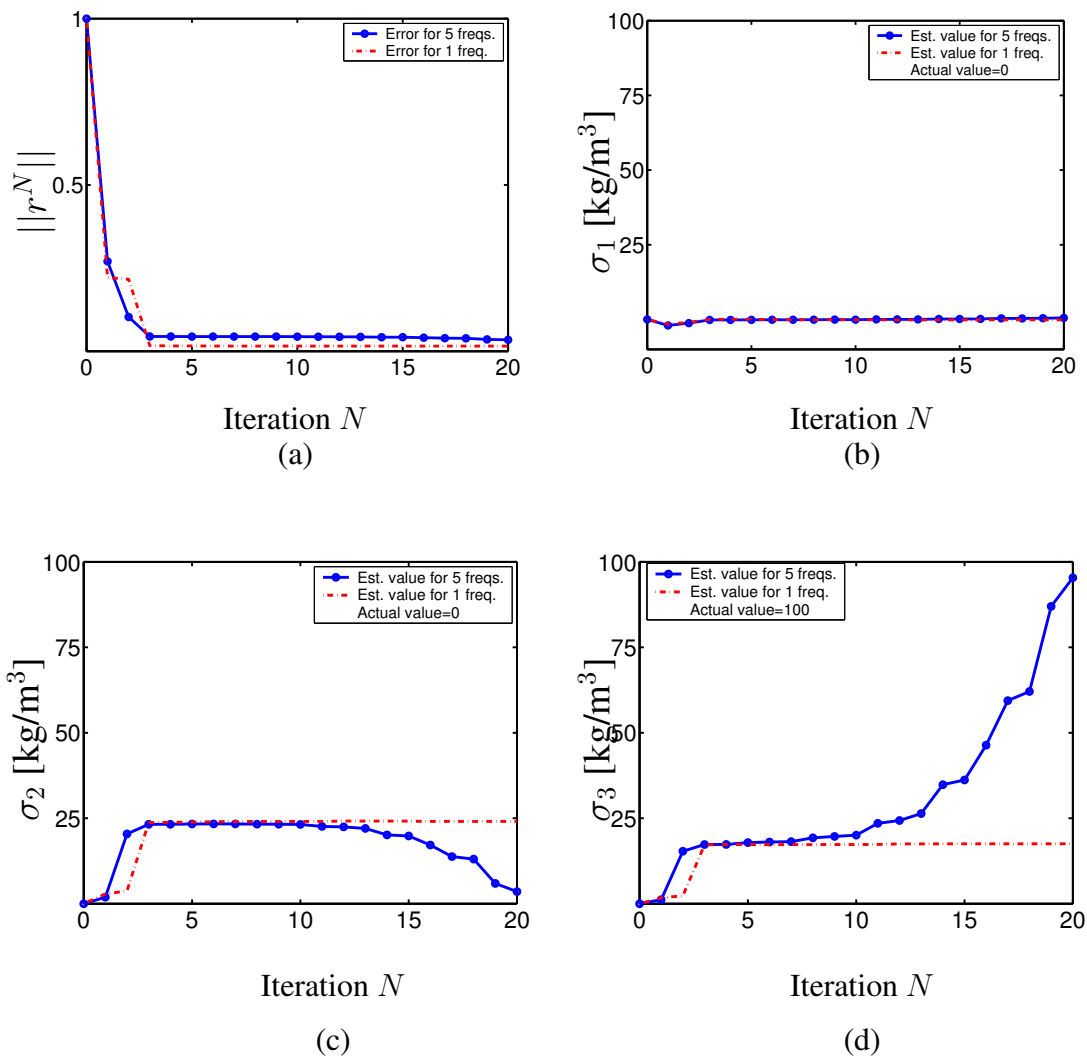 1
0.5
0
5
10
15
20
||r^N||
Error for 5 freqs.
Error for 1 freq.
Iteration N
(a)
100
75
50
25
0
5
10
15
20
σ1 [kg/m³]
Est. value for 5 freqs.
Est. value for 1 freq.
Actual value=0
Iteration N
(b)
100
75
50
25
0
0
5
10
15
20
σ2 [kg/m³]
Est. value for 5 freqs.
Est. value for 1 freq.
Actual value=0
Iteration N
(c)
100
75
50
25
0
0
5
10
15
20
σ3 [kg/m³]
Est. value for 5 freqs.
Est. value for 1 freq.
Actual value=100
Iteration N
(d)